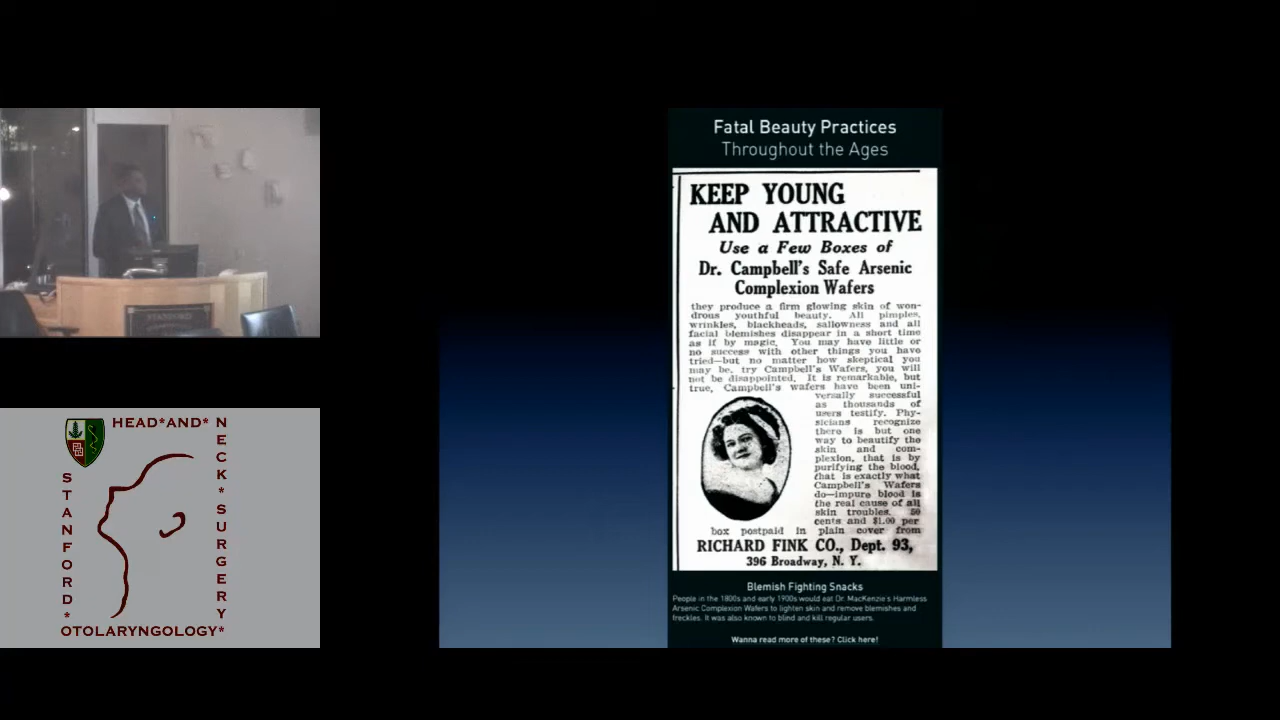 Fatal Beauty Practices
Throughout the Ages
KEEP YOUNG
AND ATTRACTIVE
Use a Few Boxes of
Dr. Campbell's Safe Arsenic
Complexion Wafers
they produce a firm glowing skin of won-
drous youthful beauty. All pimples,
wrinkles, blackheads, sallowness and all
facial blemishes disappear in a short time
as if by magic. You may have little or
no success with other things you have
tried—but no matter how skeptical you
may be, try Campbell's Wafers, you will
not be disappointed. It is remarkable, but
true, Campbell's wafers have been uni-
versally successful
as thousands of
users testify. Phy-
sicians recognize
there is but one
way to beautify the
skin and com-
plexion, that is by
purifying the blood,
that is exactly what
Campbell's Wafers
do—impure blood is
the real cause of all
skin troubles. 50
cents and $1.00 per
box postpaid in plain cover from
RICHARD FINK CO., Dept. 93,
396 Broadway, N. Y.
Blemish Fighting Snacks
People in the 1800s and early 1900s would eat Dr. MacKenzie's Harmless
Arsenic Complexion Wafers to lighten skin and remove blemishes and
freckles. It was also known to blind and kill regular users.
Wanna read more of these? Click here!
STANFORD
HEAD*AND*
NECK*SURGERY*
STANFORD*
OTOLARYNGOLOGY*